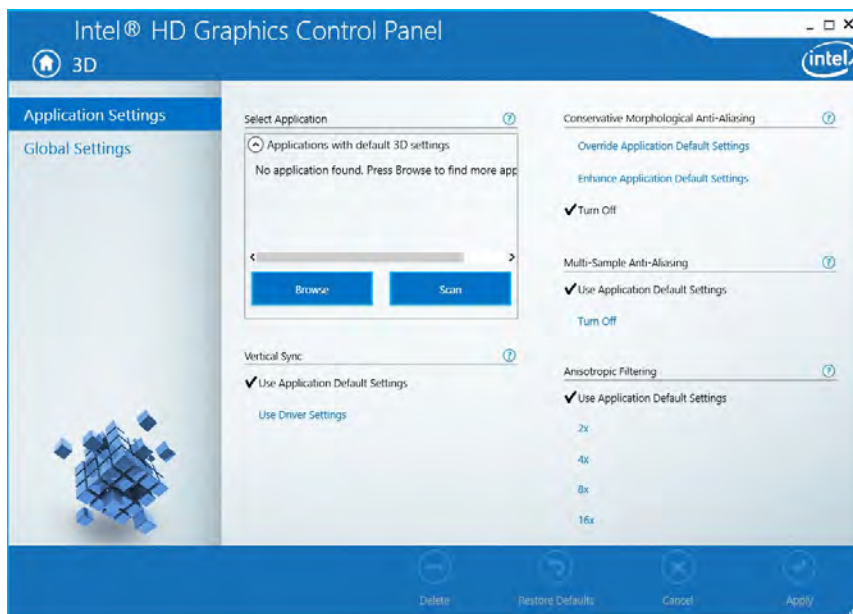 Intel® HD Graphics Control Panel
3D
intel
Application Settings
Global Settings
Select Application
Applications with default 3D settings
No application found. Press Browse to find more app
Browse
Scan
Vertical Sync
Use Application Default Settings
Use Driver Settings
Conservative Morphological Anti-Aliasing
Override Application Default Settings
Enhance Application Default Settings
Turn Off
Multi-Sample Anti-Aliasing
Use Application Default Settings
Turn Off
Anisotropic Filtering
Use Application Default Settings
2x
4x
8x
16x
Delete
Restore Defaults
Cancel
Apply